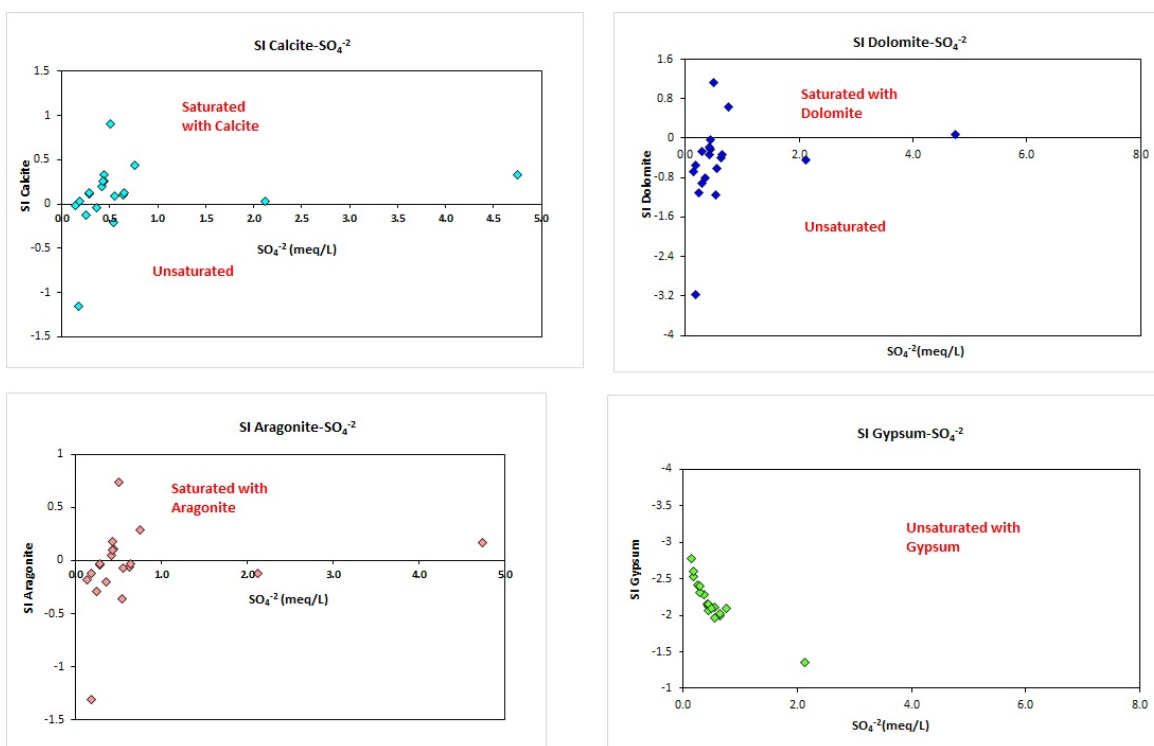 SI Calcite-SO₄⁻²
1.5
1
0.5
0
-0.5
-1
-1.5
SI Calcite
Saturated
with Calcite
0.0 0.5 1.0 1.5 2.0 2.5 3.0 3.5 4.0 4.5 5.0
SO₄⁻² (meq/L)
Unsaturated
SI Dolomite-SO₄⁻²
1.6
0.8
0
-0.8
-1.6
-2.4
-3.2
-4
SI Dolomite
Saturated with
Dolomite
0.0 2.0 4.0 6.0 8.0
Unsaturated
SO₄⁻²(meq/L)
SI Aragonite-SO₄⁻²
1
0.5
0
-0.5
-1
-1.5
SI Aragonite
Saturated with
Aragonite
0.0 1.0 2.0 3.0 4.0 5.0
SO₄⁻² (meq/L)
SI Gypsum-SO₄⁻²
-4
-3.5
-3
-2.5
-2
-1.5
-1
SI Gypsum
Unsaturated with
Gypsum
0.0 2.0 4.0 6.0 8.0
SO₄⁻² (meq/L)